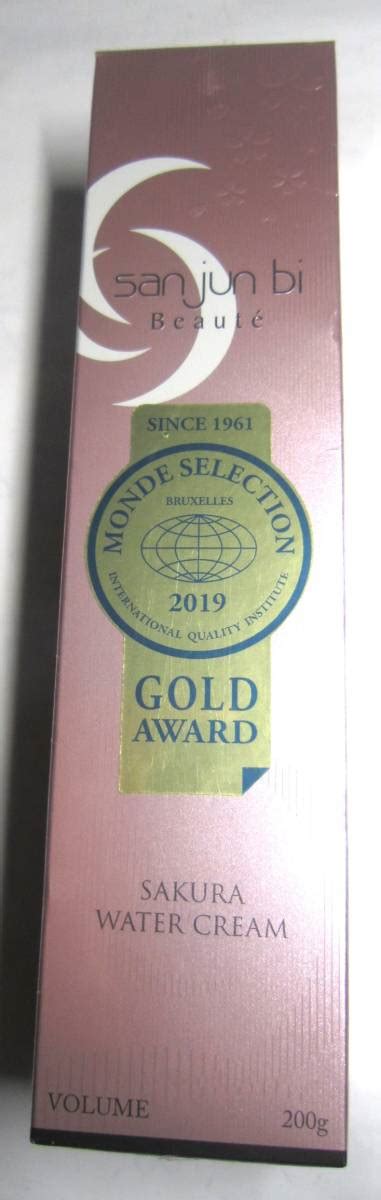 san jun bi
Beauté
SINCE 1961
MONDE SELECTION
BRUXELLES
2019
INTERNATIONAL QUALITY INSTITUTE
GOLD
AWARD
SAKURA
WATER CREAM
VOLUME 200g